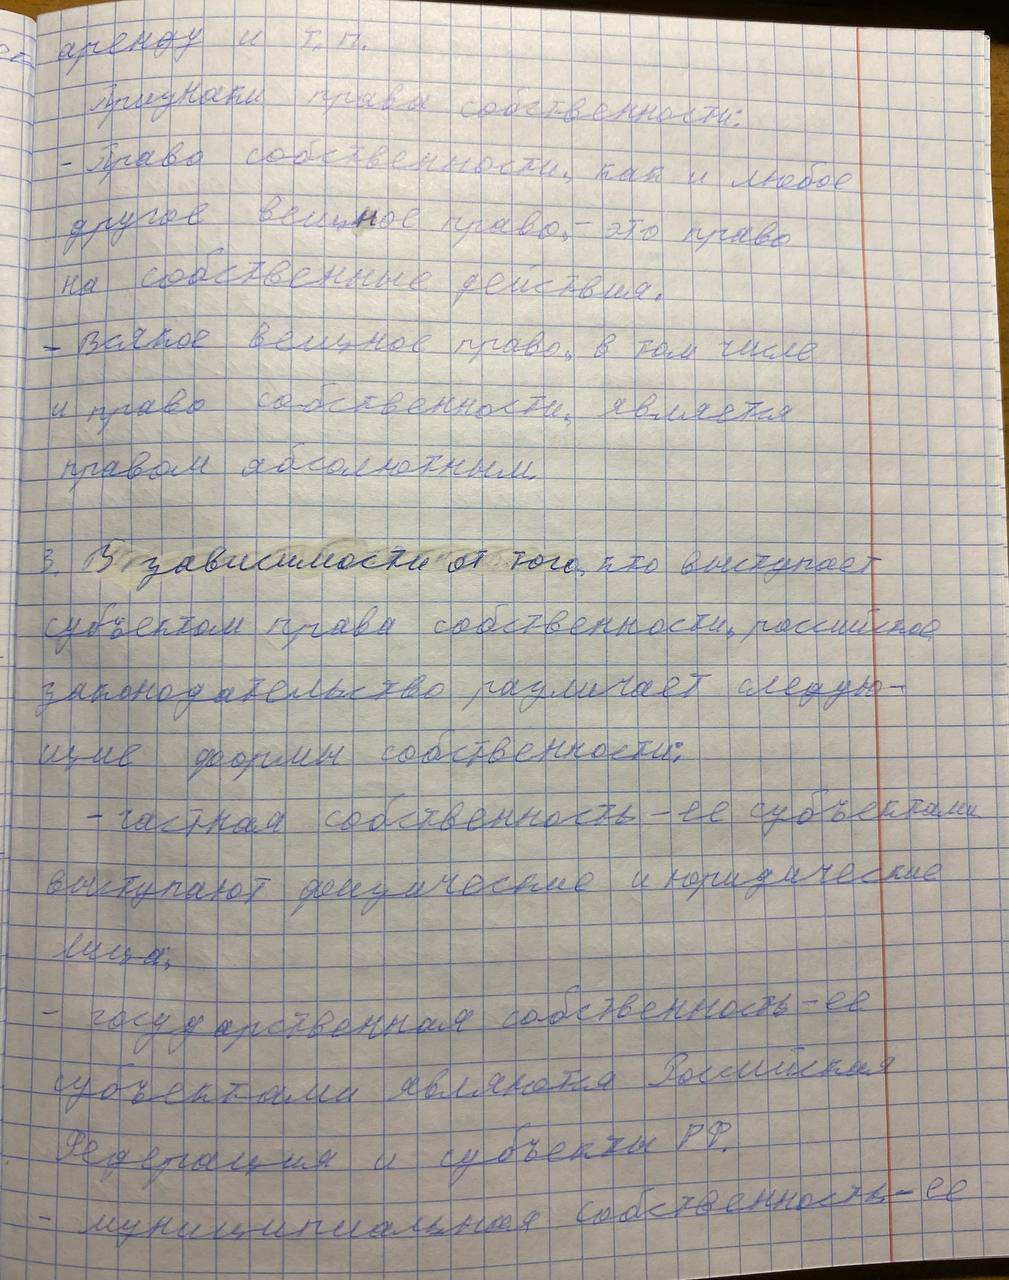 аренду и т.п.
Признаки права собственности:
- Право собственности, как и любое
другое вещное право, - это право
на собственные действия.
- Всякое вещное право, в том числе
и право собственности, является
правом абсолютным.
3. В зависимости от того, кто выступает
субъектом права собственности, российское
законодательство различает следую-
щие формы собственности:
- частная собственность - ее субъектами
выступают физические и юридические
лица,
- государственная собственность - ее
субъектами являются Российская
Федерация и субъекты РФ.
- муниципиальная собственность - ее